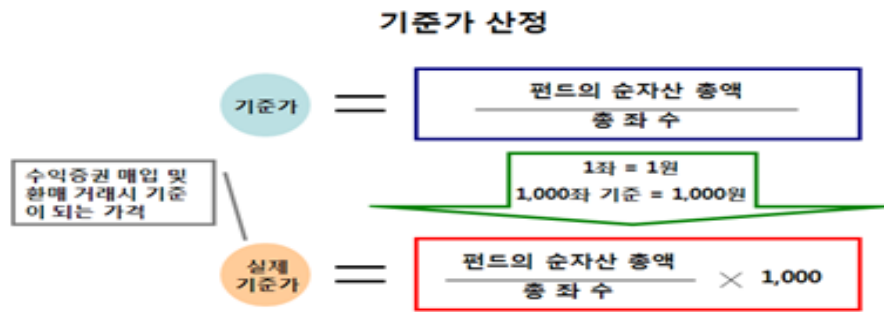 기준가 산정
기준가
=
펀드의 순자산 총액
총 좌 수
수익증권 매입 및
환매 거래시 기준
이 되는 가격
1좌 = 1원
1,000좌 기준 = 1,000원
실제
기준가
=
펀드의 순자산 총액
총 좌 수
× 1,000